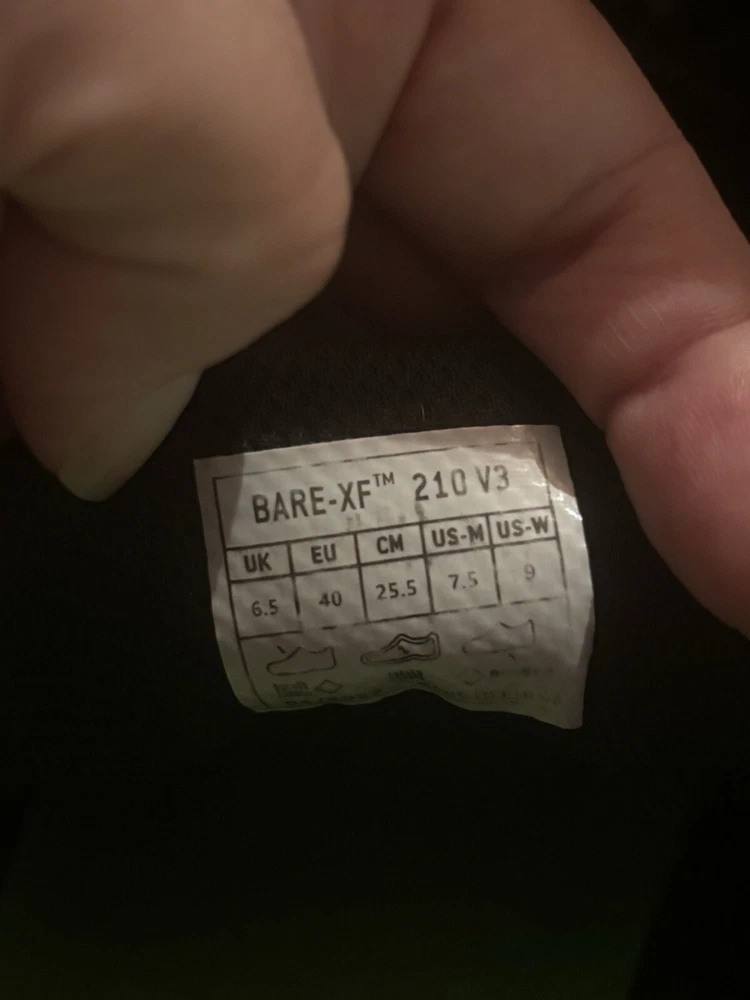 BARE-XF™ 210 V3
UK EU CM US-M US-W
6.5 40 25.5 7.5 9